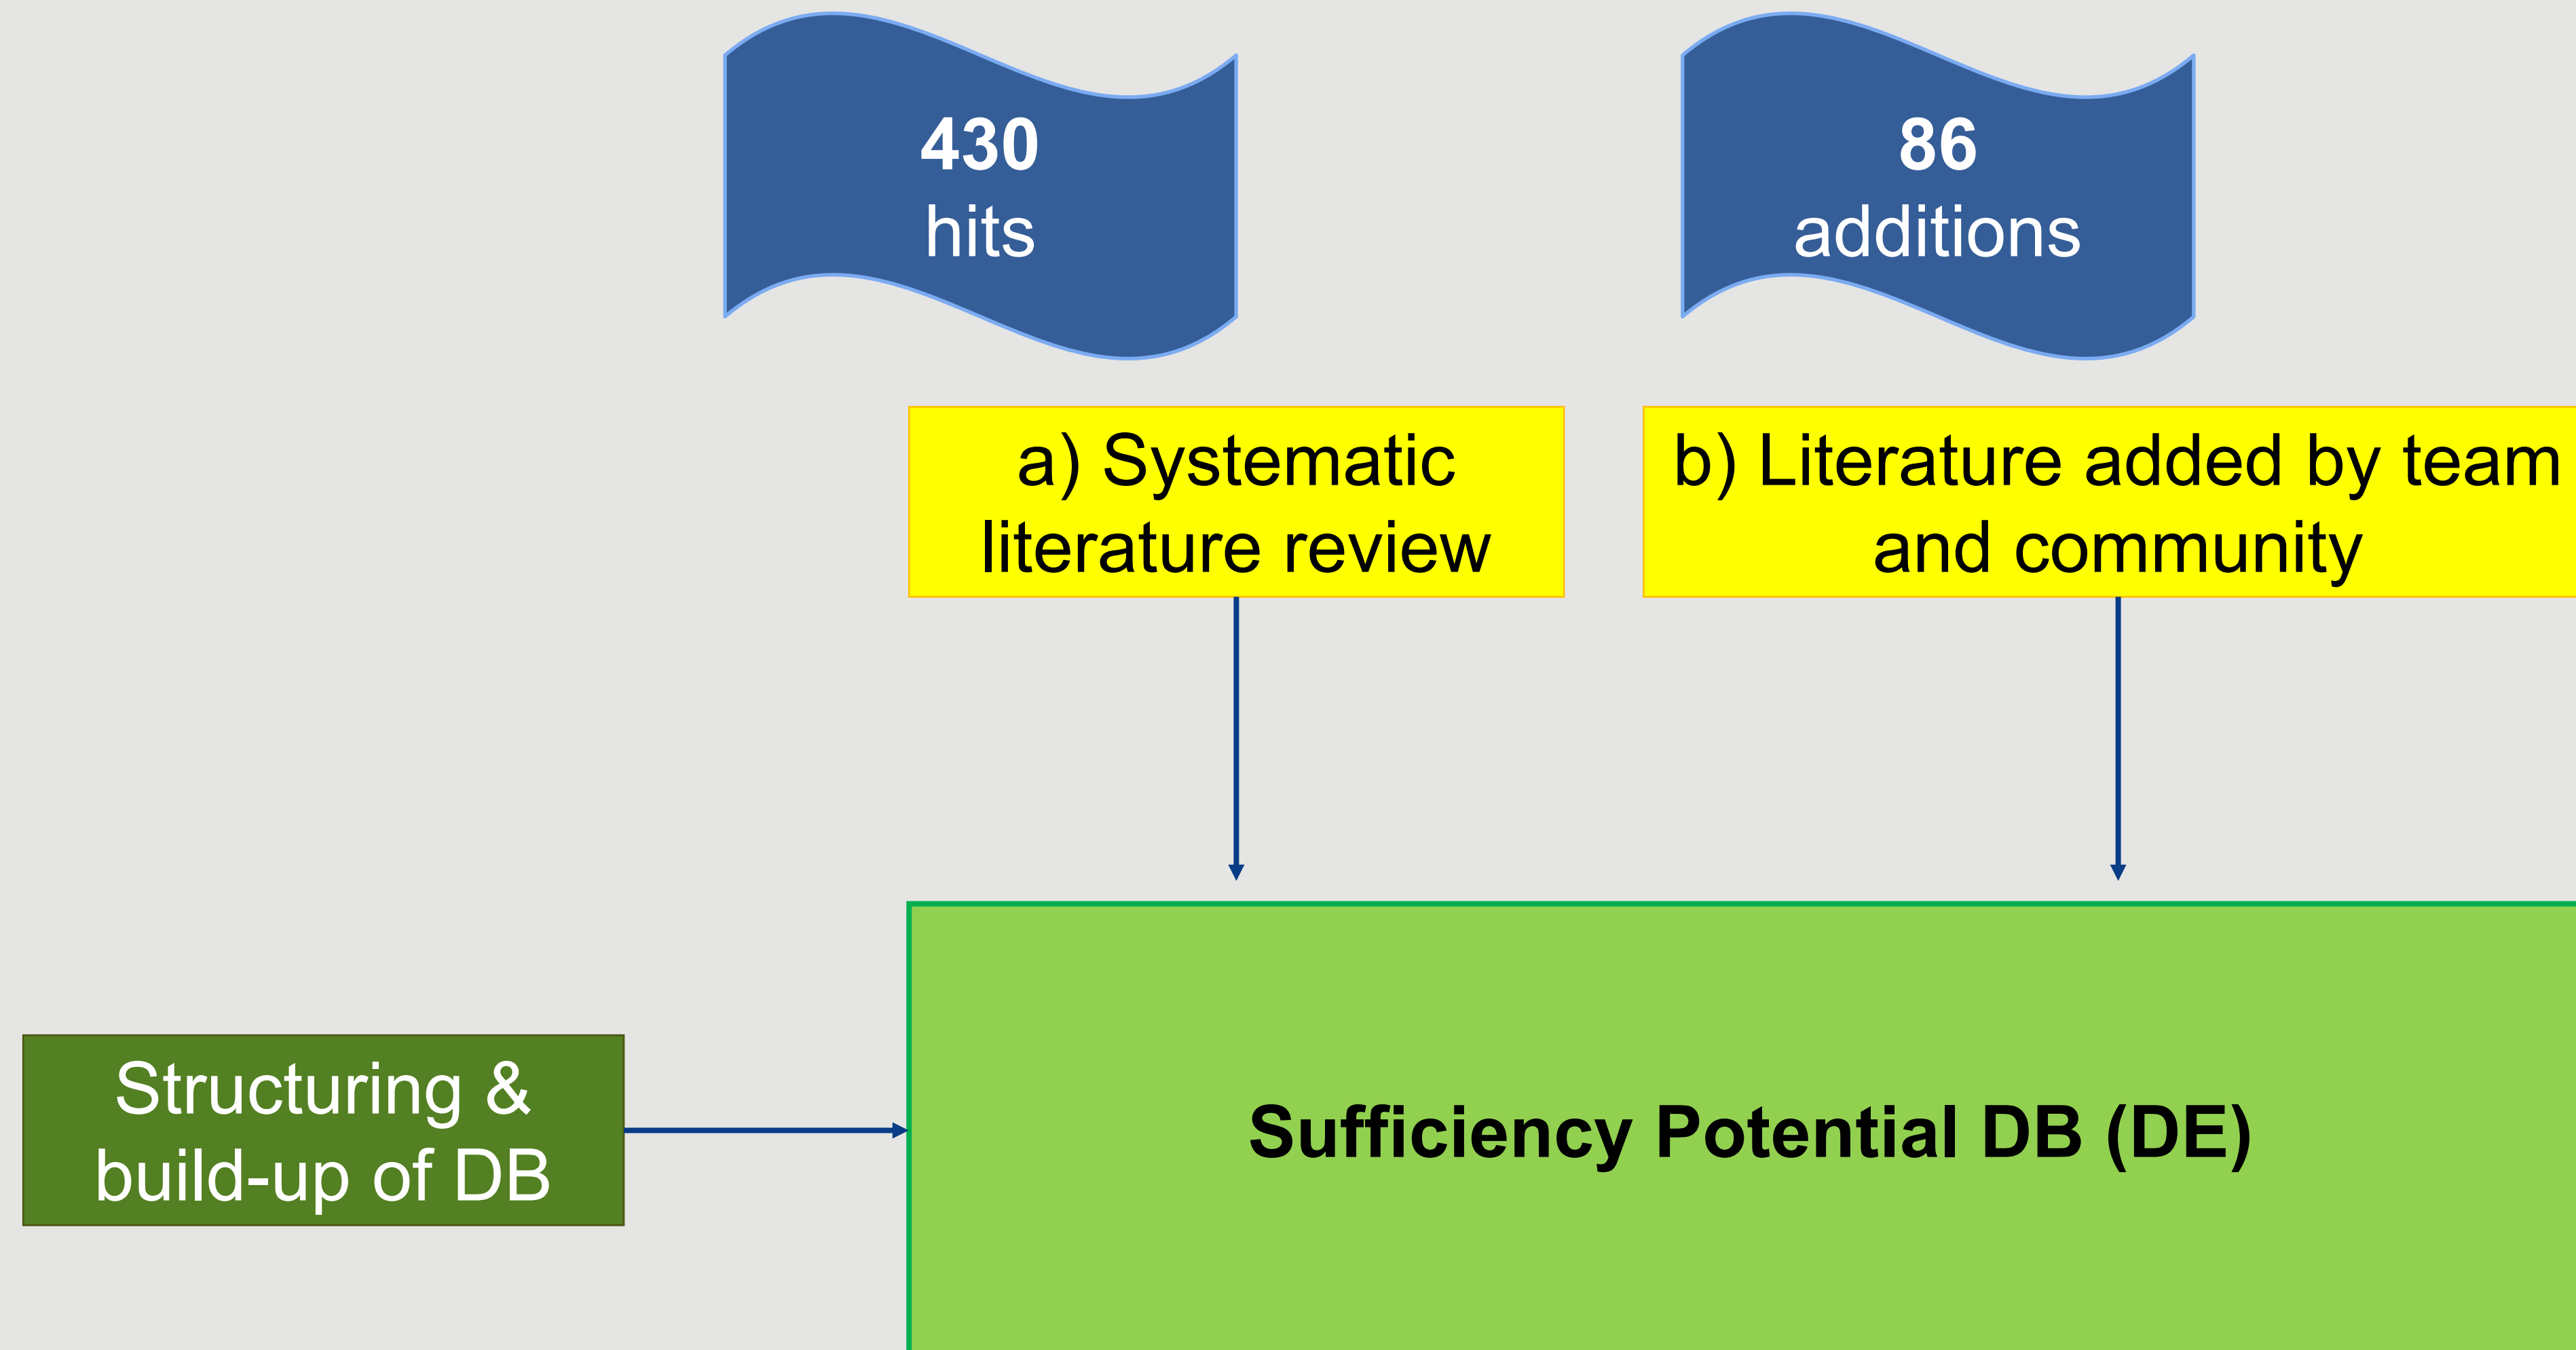 430
hits
86
additions
a) Systematic
literature review
b) Literature added by team
and community
Structuring &
build-up of DB
Sufficiency Potential DB (DE)